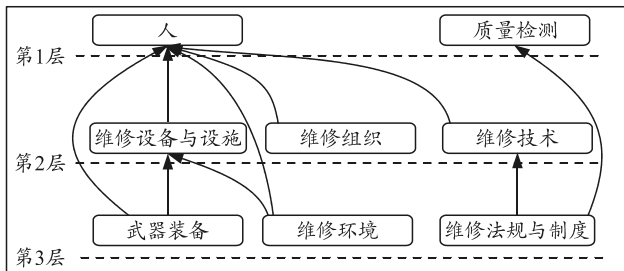 人 质量检测
第1层
维修设备与设施 维修组织 维修技术
第2层
武器装备 维修环境 维修法规与制度
第3层